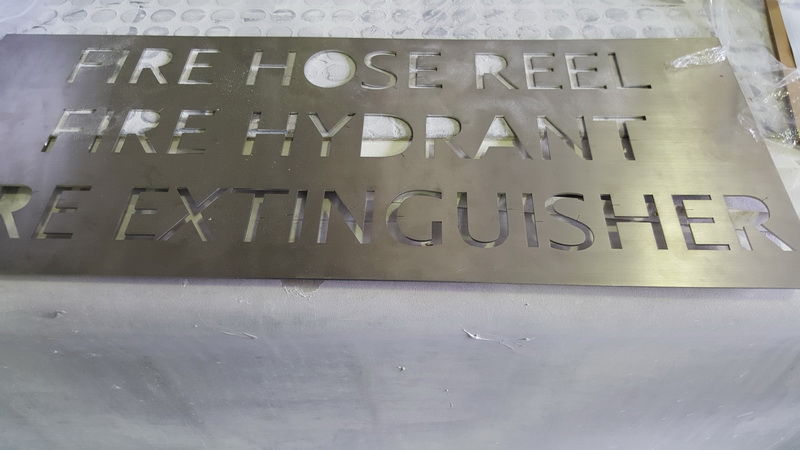 FIRE HOSE REEL
FIRE HYDRANT
RE EXTINGUISHER